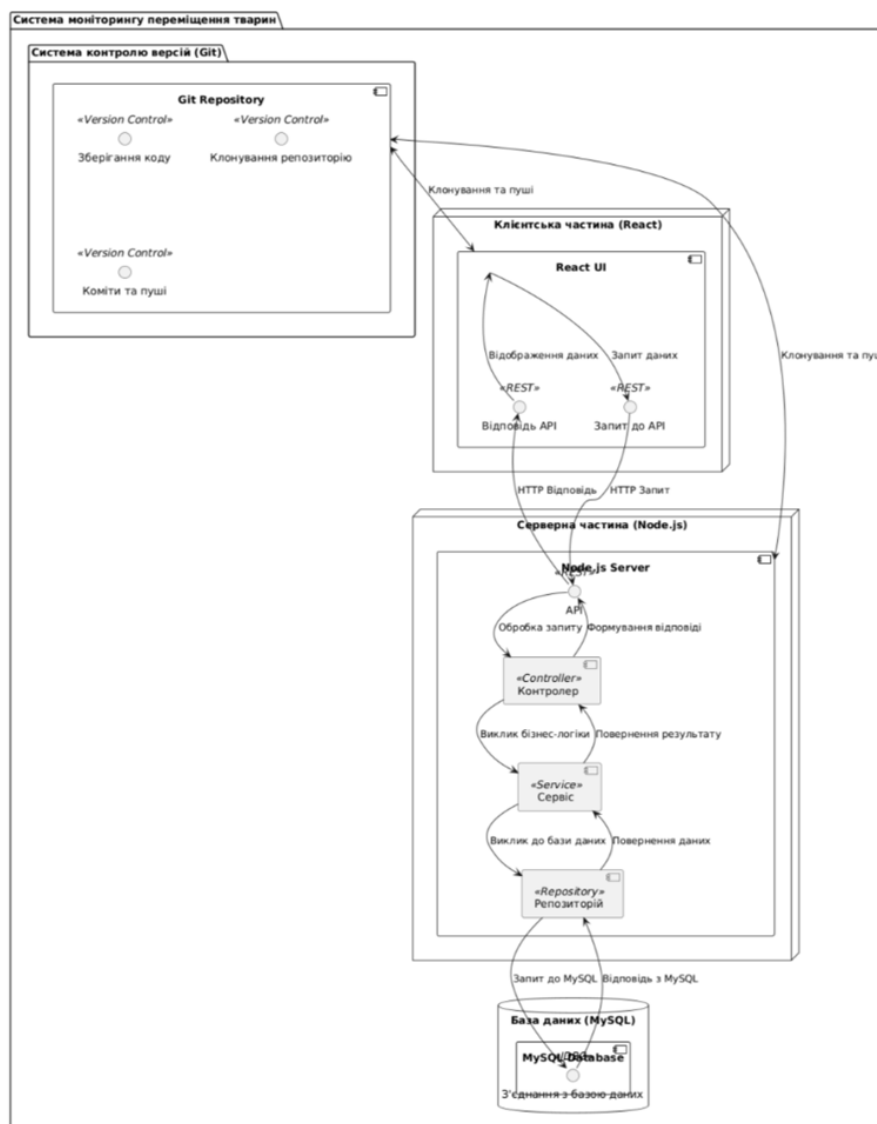 Система моніторингу переміщення тварин
Система контролю версій (Git)
Git Repository
«Version Control»
Зберігання коду
«Version Control»
Клонування репозиторію
«Version Control»
Коміти та пуші
Клонування та пуші
Клієнтська частина (React)
React UI
Відображення даних
Запит даних
«REST»
Відповідь API
«REST»
Запит до API
Клонування та
HTTP Відповідь
HTTP Запит
Серверна частина (Node.js)
Node.js Server
«REST»
API
Обробка запиту
Формування відповіді
«Controller»
Контролер
Виклик бізнес-логіки
Повернення результату
«Service»
Сервіс
Виклик до бази даних
Повернення даних
«Repository»
Репозиторій
Запит до MySQL
Відповідь з MySQL
База даних (MySQL)
MySQL Database
З'єднання з базою даних